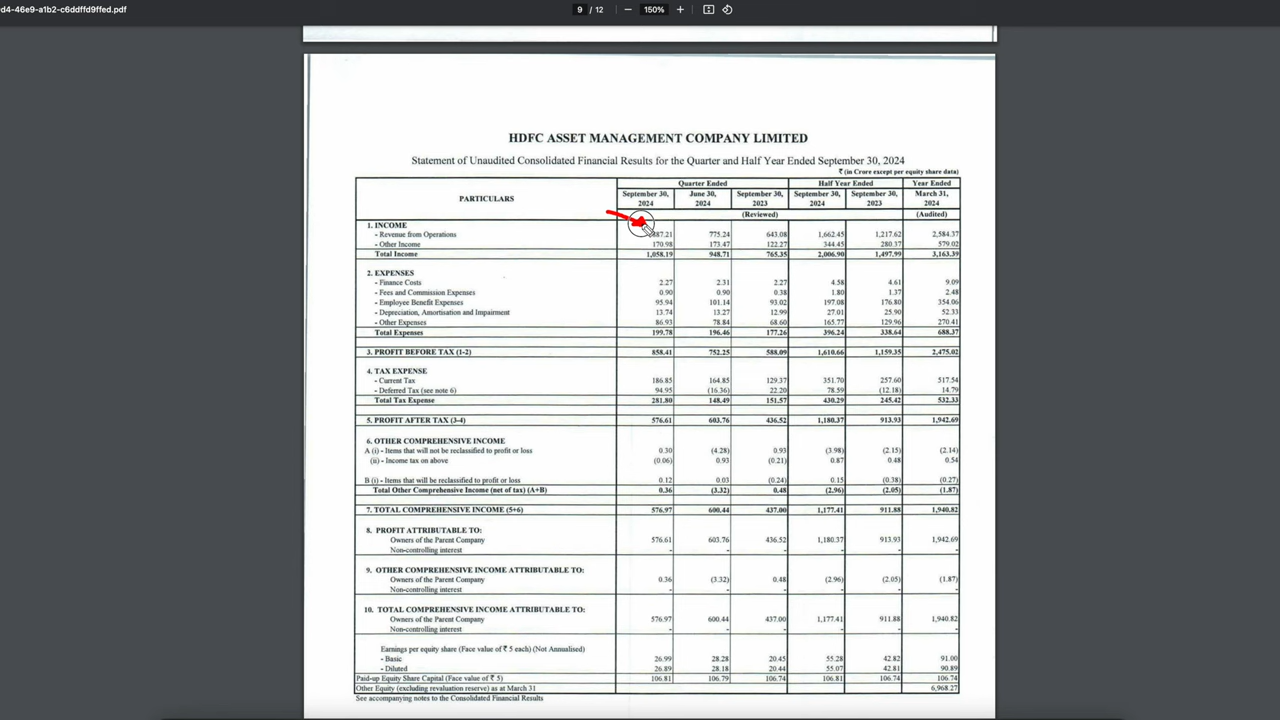 d4-46e9-a1b2-c6ddffd9ffed.pdf
9 / 12 150%
HDFC ASSET MANAGEMENT COMPANY LIMITED
Statement of Unaudited Consolidated Financial Results for the Quarter and Half Year Ended September 30, 2024
₹ (in Crore except per equity share data)
PARTICULARS Quarter Ended Half Year Ended Year Ended
September 30, 2024 June 30, 2024 September 30, 2023 September 30, 2024 September 30, 2023 March 31, 2024
(Reviewed) (Audited)
1. INCOME
- Revenue from Operations 887.21 775.24 643.08 1,662.45 1,217.62 2,584.37
- Other Income 170.98 173.47 122.27 344.45 280.37 579.02
Total Income 1,058.19 948.71 765.35 2,006.90 1,497.99 3,163.39
2. EXPENSES
- Finance Costs 2.27 2.31 2.27 4.58 4.61 9.09
- Fees and Commission Expenses 0.90 0.90 0.38 1.80 1.37 2.48
- Employee Benefit Expenses 95.94 101.14 93.02 197.08 176.80 354.06
- Depreciation, Amortisation and Impairment 13.74 13.27 12.99 27.01 25.90 52.33
- Other Expenses 86.93 78.84 68.60 165.77 129.96 270.41
Total Expenses 199.78 196.46 177.26 396.24 338.64 688.37
3. PROFIT BEFORE TAX (1-2) 858.41 752.25 588.09 1,610.66 1,159.35 2,475.02
4. TAX EXPENSE
- Current Tax 186.85 164.85 129.37 351.70 257.60 517.54
- Deferred Tax (see note 6) 94.95 (16.36) 22.20 78.59 (12.18) 14.79
Total Tax Expense 281.80 148.49 151.57 430.29 245.42 532.33
5. PROFIT AFTER TAX (3-4) 576.61 603.76 436.52 1,180.37 913.93 1,942.69
6. OTHER COMPREHENSIVE INCOME
A (i) - Items that will not be reclassified to profit or loss 0.30 (4.28) 0.93 (3.98) (2.15) (2.14)
(ii) - Income tax on above (0.06) 0.93 (0.21) 0.87 0.48 0.54
B (i) - Items that will be reclassified to profit or loss 0.12 0.03 (0.24) 0.15 (0.38) (0.27)
Total Other Comprehensive Income (net of tax) (A+B) 0.36 (3.32) 0.48 (2.96) (2.05) (1.87)
7. TOTAL COMPREHENSIVE INCOME (5+6) 576.97 600.44 437.00 1,177.41 911.88 1,940.82
8. PROFIT ATTRIBUTABLE TO:
Owners of the Parent Company 576.61 603.76 436.52 1,180.37 913.93 1,942.69
Non-controlling interest - - - - - -
9. OTHER COMPREHENSIVE INCOME ATTRIBUTABLE TO:
Owners of the Parent Company 0.36 (3.32) 0.48 (2.96) (2.05) (1.87)
Non-controlling interest - - - - - -
10. TOTAL COMPREHENSIVE INCOME ATTRIBUTABLE TO:
Owners of the Parent Company 576.97 600.44 437.00 1,177.41 911.88 1,940.82
Non-controlling interest - - - - - -
Earnings per equity share (Face value of ₹ 5 each) (Not Annualised)
- Basic 26.99 28.28 20.45 55.28 42.82 91.00
- Diluted 26.89 28.18 20.44 55.07 42.81 90.89
Paid-up Equity Share Capital (Face value of ₹ 5) 106.81 106.79 106.74 106.81 106.74 106.74
Other Equity (excluding revaluation reserve) as at March 31 6,968.27
See accompanying notes to the Consolidated Financial Results